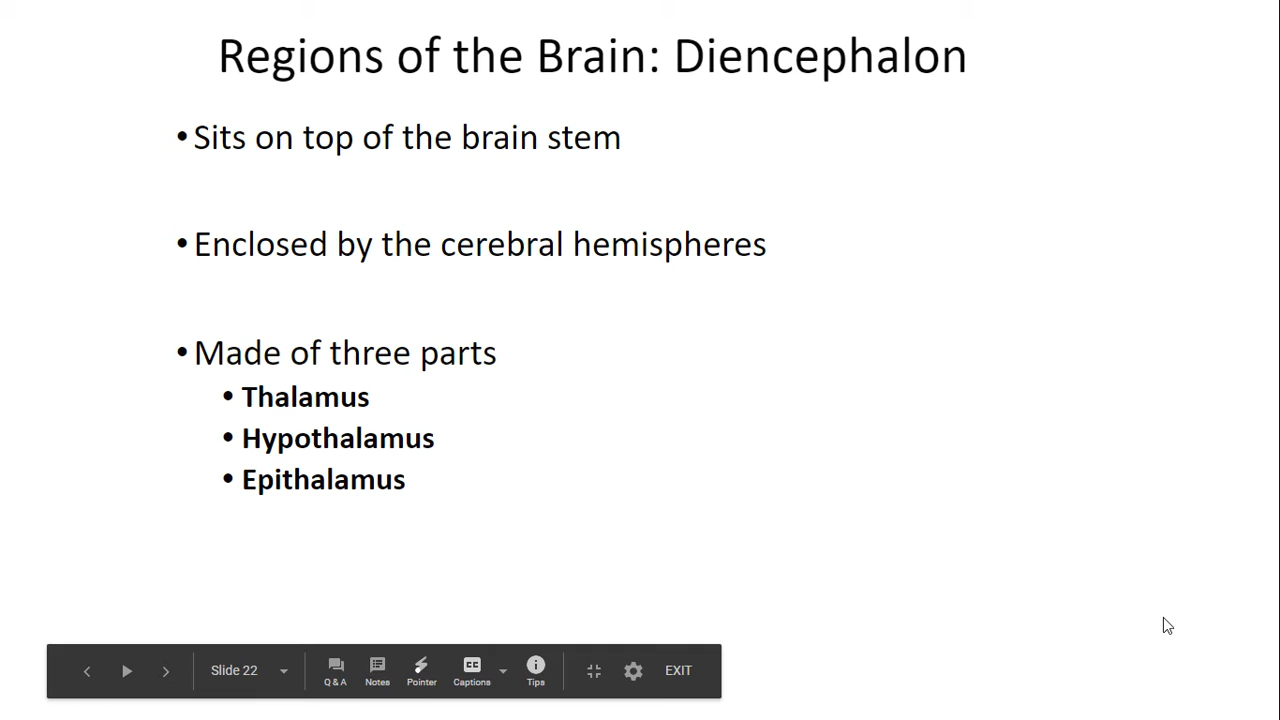 Regions of the Brain: Diencephalon
• Sits on top of the brain stem
• Enclosed by the cerebral hemispheres
• Made of three parts
• Thalamus
• Hypothalamus
• Epithalamus
Slide 22
Q & A
Notes
Pointer
Captions
Tips
EXIT